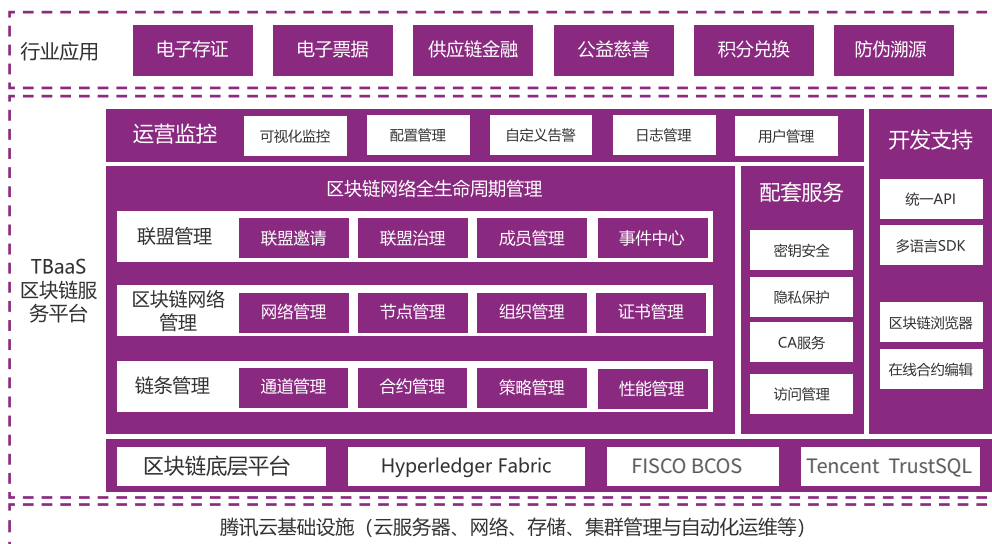 行业应用
电子存证
电子票据
供应链金融
公益慈善
积分兑换
防伪溯源
TBaaS
区块链服
务平台
运营监控
可视化监控
配置管理
自定义告警
日志管理
用户管理
区块链网络全生命周期管理
联盟管理
联盟邀请
联盟治理
成员管理
事件中心
区块链网络
管理
网络管理
节点管理
组织管理
证书管理
链条管理
通道管理
合约管理
策略管理
性能管理
配套服务
密钥安全
隐私保护
CA服务
访问管理
开发支持
统一API
多语言SDK
区块链浏览器
在线合约编辑
区块链底层平台
Hyperledger Fabric
FISCO BCOS
Tencent TrustSQL
腾讯云基础设施（云服务器、网络、存储、集群管理与自动化运维等）